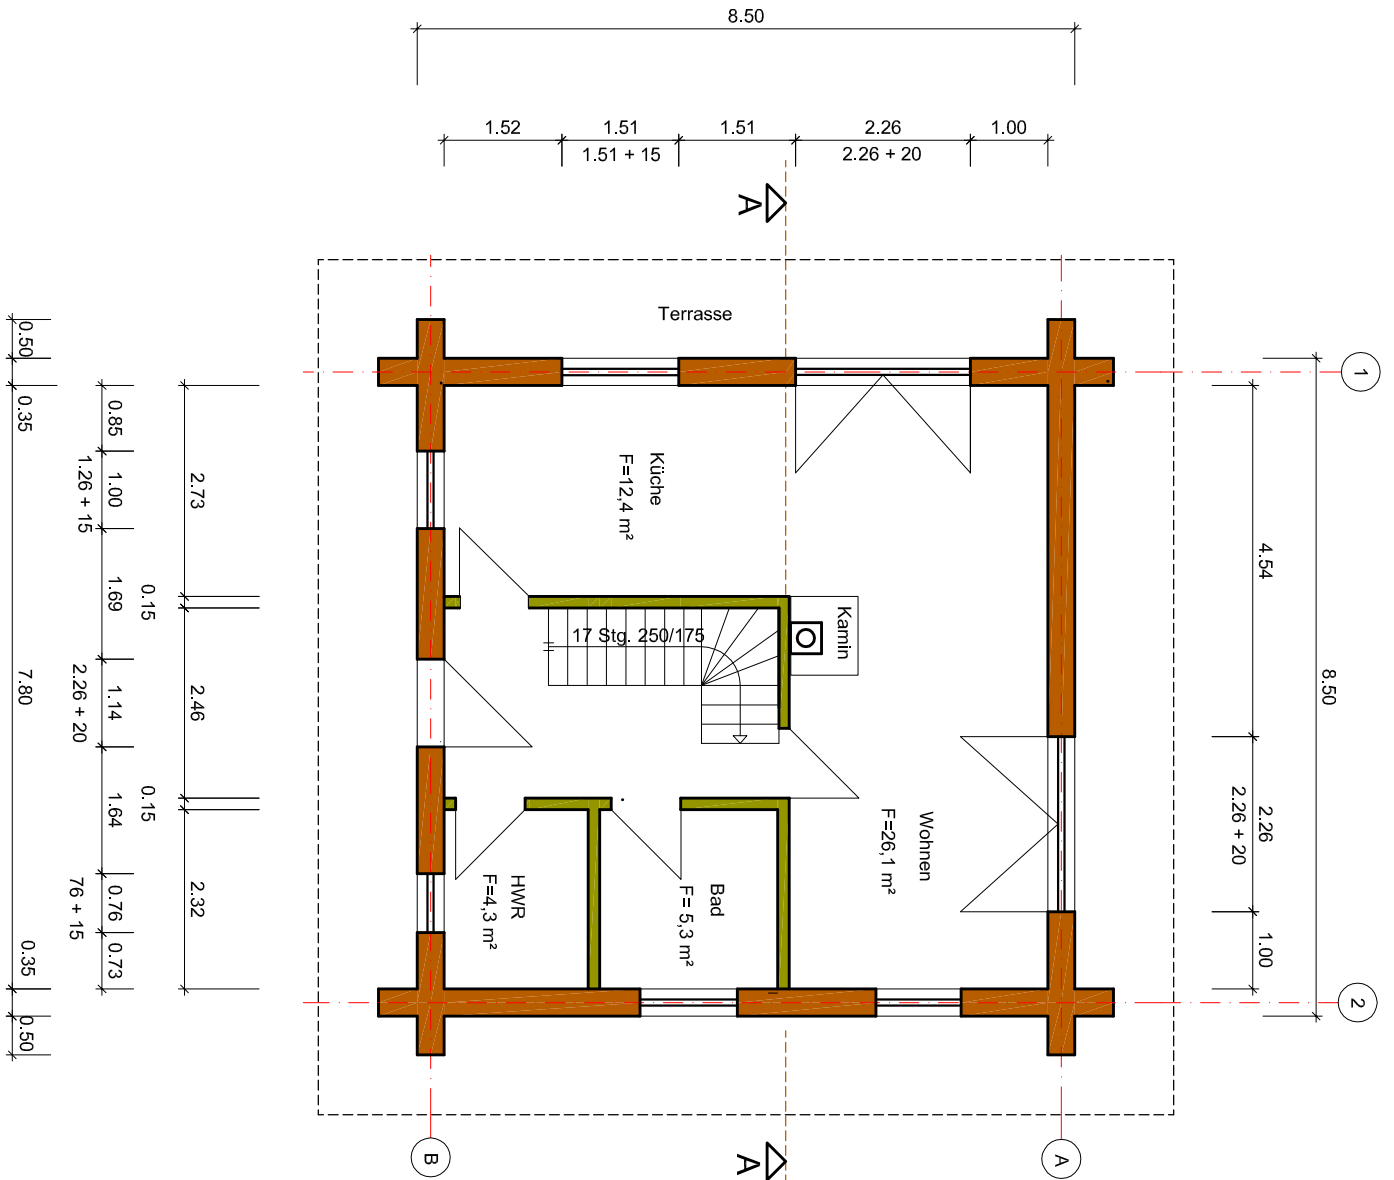 8.50
1.52
1.51
1.51
2.26
1.00
1.51 + 15
2.26 + 20
A
Terrasse
1
Küche
F=12,4 m²
17 Stg. 250/175
Kamin
Wohnen
F=26,1 m²
Bad
F= 5,3 m²
HWR
F=4,3 m²
0.50
0.35
7.80
0.35
0.50
0.85
1.00
1.26 + 15
1.69
1.14
2.26 + 20
1.64
0.76
76 + 15
0.73
0.15
0.15
2.73
2.46
2.32
4.54
2.26
2.26 + 20
1.00
8.50
2
A
B
A